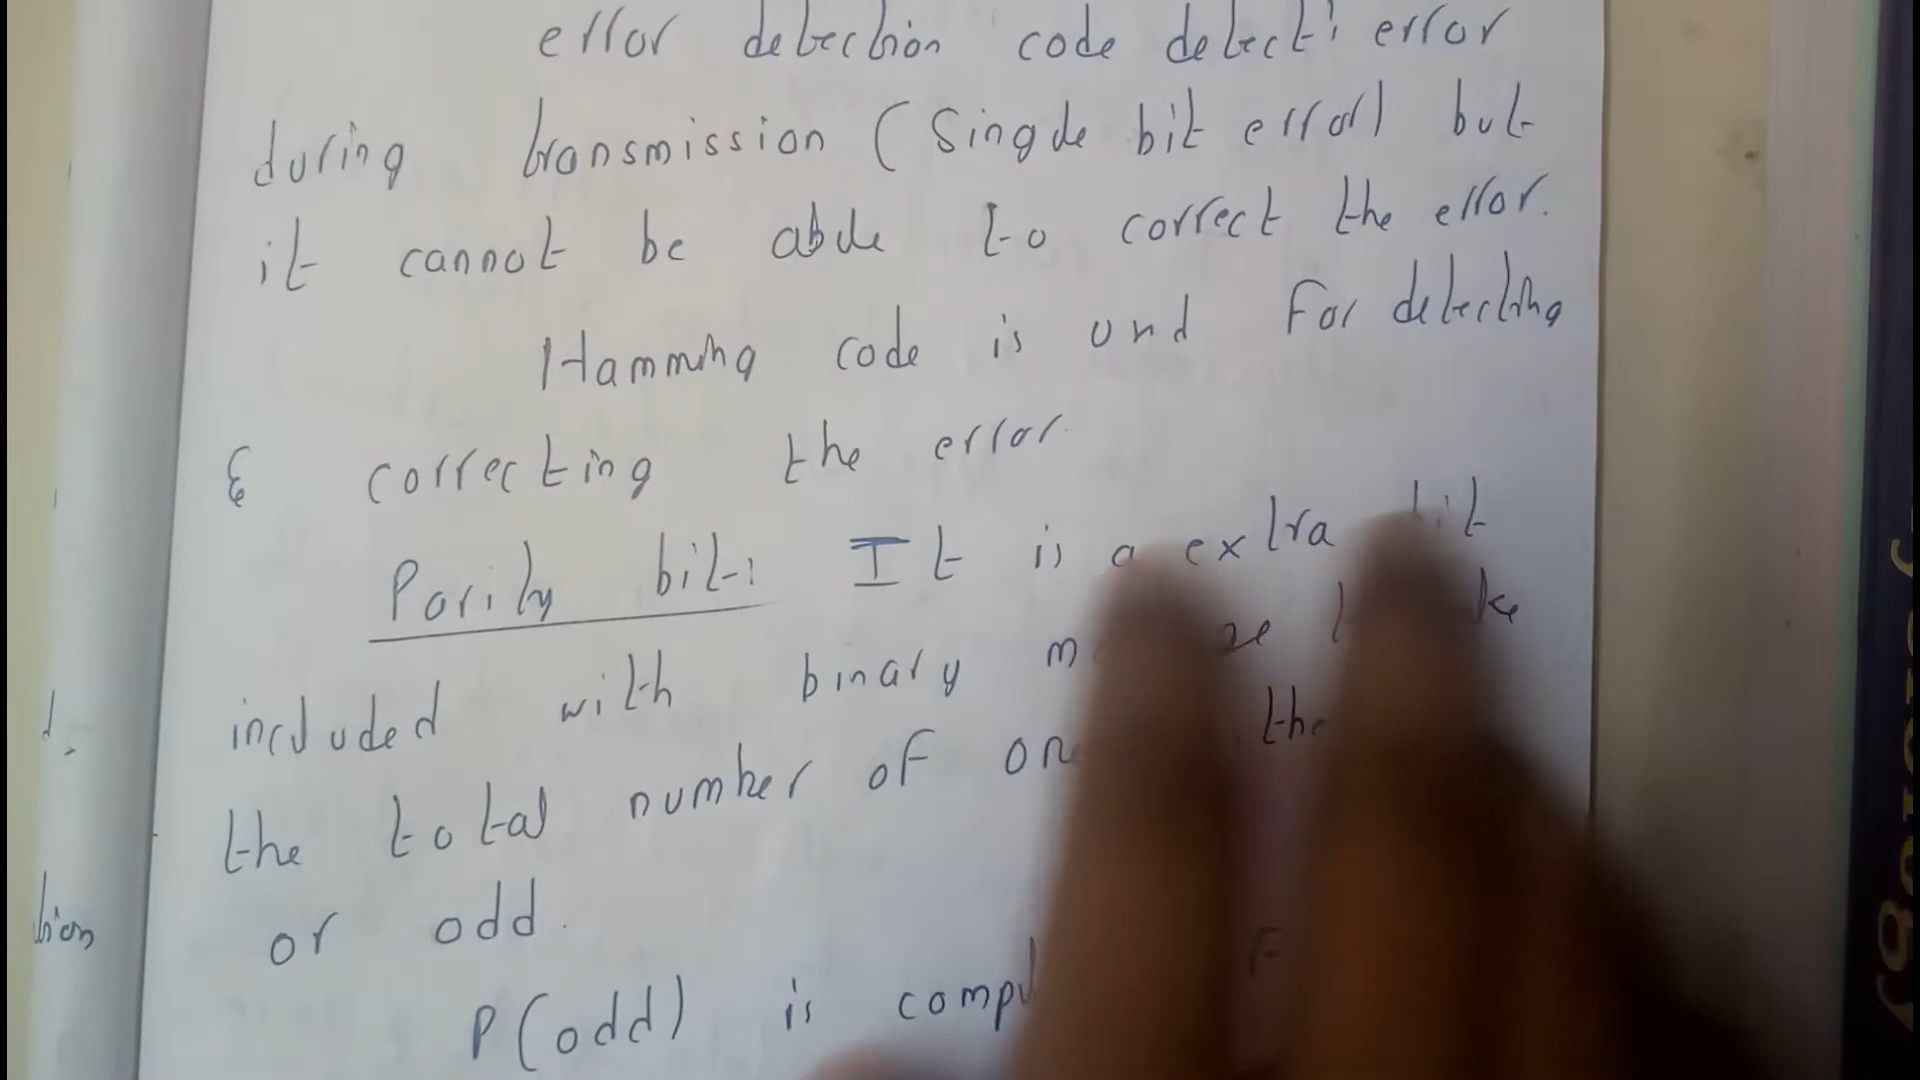 error detection code detect: error
during transmission (Single bit error) but
it cannot be able to correct the error.
Hamming code is used For detecting
& correcting the error
Parity bit: It is a extra bit
included with binary
the total number of the
or odd.
P(odd) is